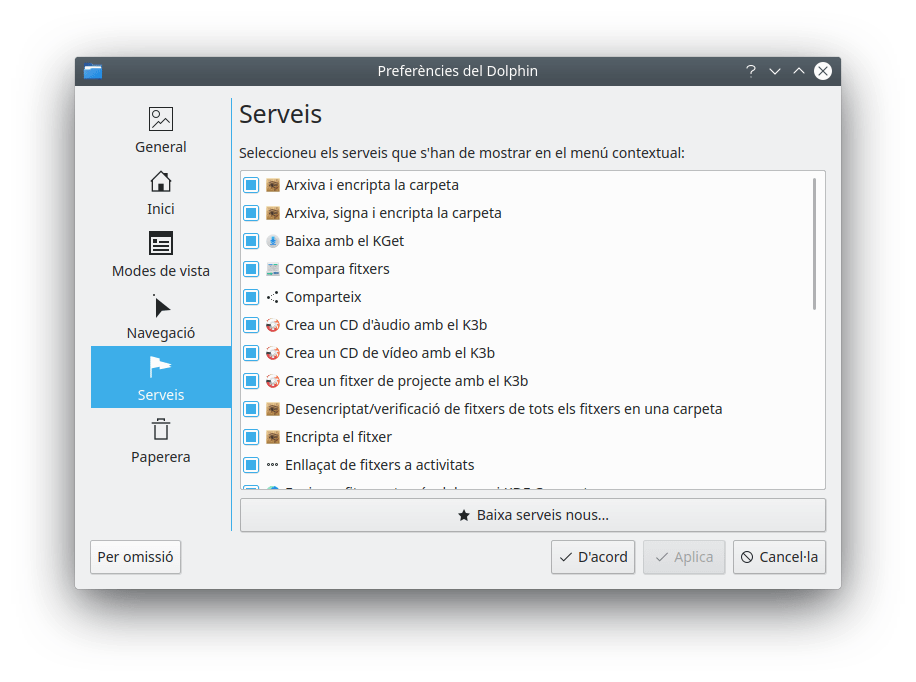 Preferències del Dolphin
General
Inici
Modes de vista
Navegació
Serveis
Paperera
Serveis
Seleccioneu els serveis que s'han de mostrar en el menú contextual:
Arxiva i encripta la carpeta
Arxiva, signa i encripta la carpeta
Baixa amb el KGet
Compara fitxers
Comparteix
Crea un CD d'àudio amb el K3b
Crea un CD de vídeo amb el K3b
Crea un fitxer de projecte amb el K3b
Desencriptat/verificació de fitxers de tots els fitxers en una carpeta
Encripta el fitxer
Enllaçat de fitxers a activitats
Baixa serveis nous...
Per omissió
D'acord
Aplica
Cancel·la